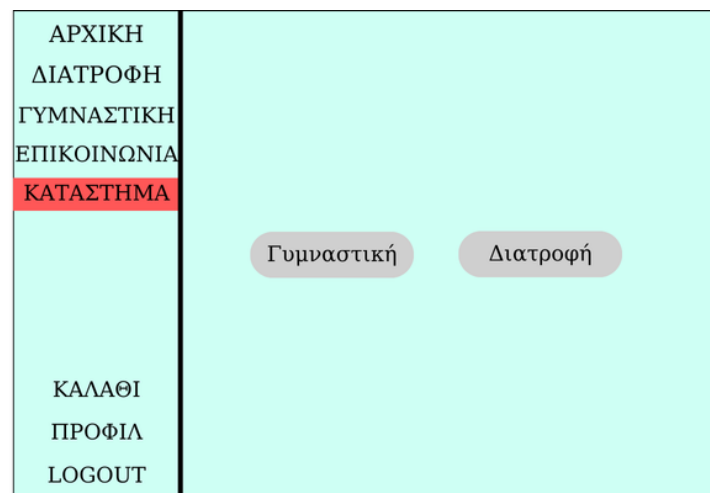 ΑΡΧΙΚΗ
ΔΙΑΤΡΟΦΗ
ΓΥΜΝΑΣΤΙΚΗ
ΕΠΙΚΟΙΝΩΝΙΑ
ΚΑΤΑΣΤΗΜΑ
Γυμναστική Διατροφή
ΚΑΛΑΘΙ
ΠΡΟΦΙΛ
LOGOUT